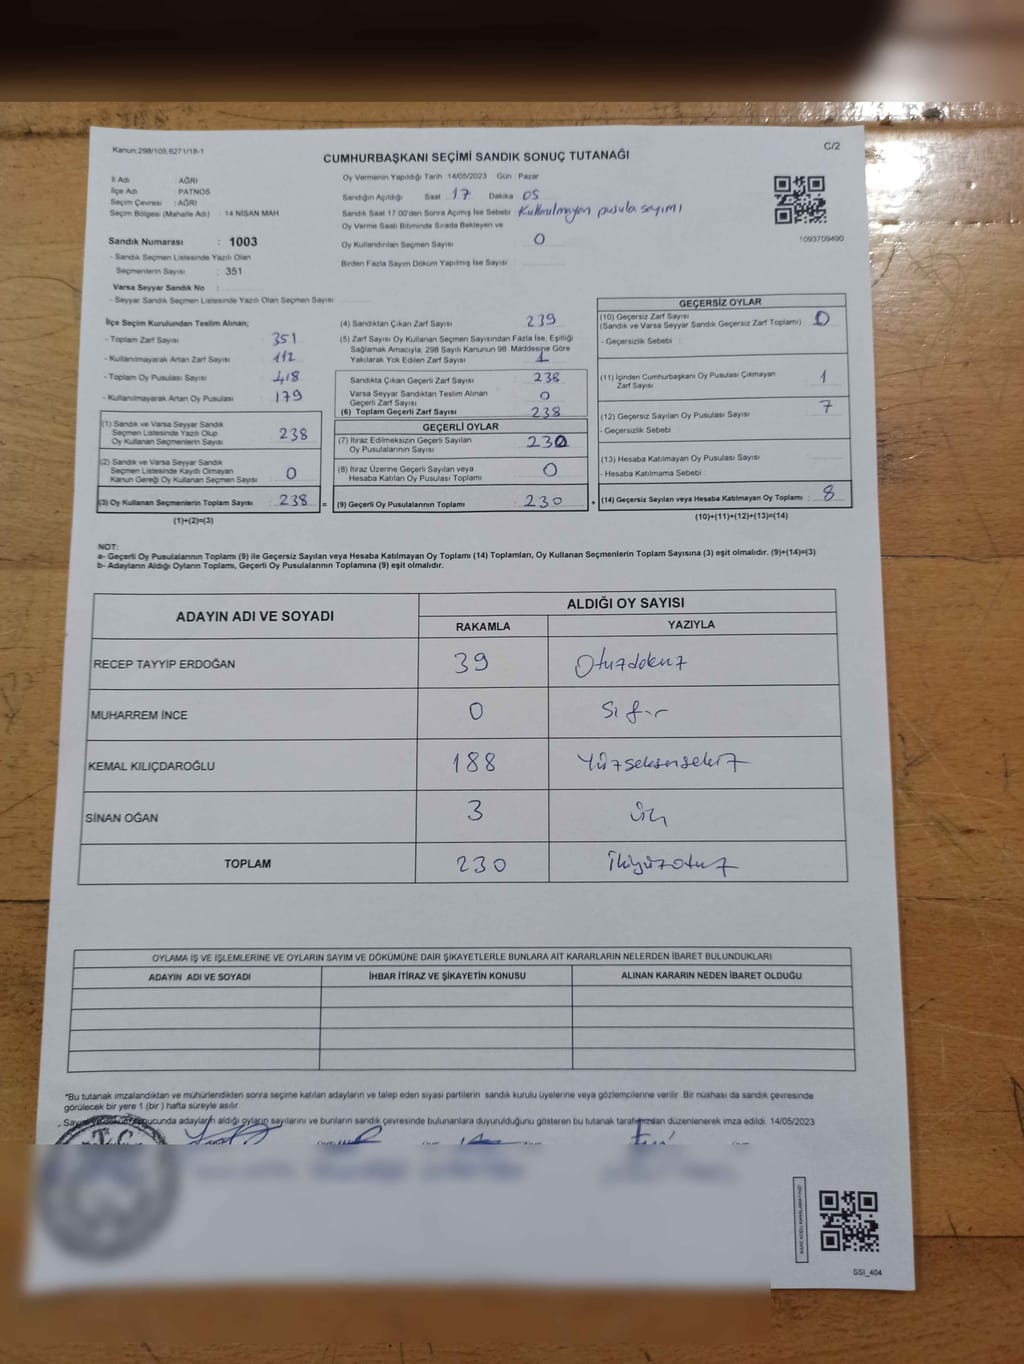 Kanun:298/105,6271/18-1
C/2
CUMHURBAŞKANI SEÇİMİ SANDIK SONUÇ TUTANAĞI
İl Adı : AĞRI
İlçe Adı : PATNOS
Seçim Çevresi : AĞRI
Seçim Bölgesi (Mahalle Adı) : 14 NİSAN MAH
Sandık Numarası : 1003
- Sandık Seçmen Listesinde Yazılı Olan
Seçmenlerin Sayısı : 351
Varsa Seyyar Sandık No :
- Seyyar Sandık Seçmen Listesinde Yazılı Olan Seçmen Sayısı
Oy Vermenin Yapıldığı Tarih 14/05/2023 Gün : Pazar
Sandığın Açıldığı Saat 17 Dakika 05
Sandık Saat 17:00'den Sonra Açımış İse Sebebi : Kullanılmayan pusula sayımı
Oy Verme Saati Bitiminde Sırada Bekleyen ve
Oy Kullandırılan Seçmen Sayısı : 0
Birden Fazla Sayım Döküm Yapılmış İse Sayısı
1093709490
İlçe Seçim Kurulundan Teslim Alınan;
- Toplam Zarf Sayısı : 351
- Kullanılmayarak Artan Zarf Sayısı : 112
- Toplam Oy Pusulası Sayısı : 418
- Kullanılmayarak Artan Oy Pusulası : 179
(1) Sandık ve Varsa Seyyar Sandık
Seçmen Listesinde Yazılı Olup
Oy Kullanan Seçmenlerin Sayısı : 238
(2) Sandık ve Varsa Seyyar Sandık
Seçmen Listesinde Kayıtlı Olmayan
Kanun Gereği Oy Kullanan Seçmen Sayısı : 0
(3) Oy Kullanan Seçmenlerin Toplam Sayısı : 238 =
(1)+(2)=(3)
(4) Sandıktan Çıkan Zarf Sayısı : 239
(5) Zarf Sayısı Oy Kullanan Seçmen Sayısından Fazla İse, Eşitliği
Sağlamak Amacıyla, 298 Sayılı Kanunun 98. Maddesine Göre
Yakılarak Yok Edilen Zarf Sayısı : 1
Sandıkta Çıkan Geçerli Zarf Sayısı : 238
Varsa Seyyar Sandıktan Teslim Alınan
Geçerli Zarf Sayısı : 0
(6) Toplam Geçerli Zarf Sayısı : 238
GEÇERLİ OYLAR
(7) İtiraz Edilmeksizin Geçerli Sayılan
Oy Pusulalarının Sayısı : 230
(8) İtiraz Üzerine Geçerli Sayılan veya
Hesaba Katılan Oy Pusulası Toplamı : 0
(9) Geçerli Oy Pusulalarının Toplamı : 230 +
GEÇERSİZ OYLAR
(10) Geçersiz Zarf Sayısı
(Sandık ve Varsa Seyyar Sandık Geçersiz Zarf Toplamı) : 0
- Geçersizlik Sebebi :
(11) İçinden Cumhurbaşkanı Oy Pusulası Çıkmayan
Zarf Sayısı : 1
(12) Geçersiz Sayılan Oy Pusulası Sayısı : 7
- Geçersizlik Sebebi :
(13) Hesaba Katılmayan Oy Pusulası Sayısı :
- Hesaba Katılmama Sebebi :
(14) Geçersiz Sayılan veya Hesaba Katılmayan Oy Toplamı : 8
(10)+(11)+(12)+(13)=(14)
NOT:
a- Geçerli Oy Pusulalarının Toplamı (9) ile Geçersiz Sayılan veya Hesaba Katılmayan Oy Toplamı (14) Toplamları, Oy Kullanan Seçmenlerin Toplam Sayısına (3) eşit olmalıdır. (9)+(14)=(3)
b- Adayların Aldığı Oyların Toplamı, Geçerli Oy Pusulalarının Toplamına (9) eşit olmalıdır.
ADAYIN ADI VE SOYADI ALDIĞI OY SAYISI
RAKAMLA YAZIYLA
RECEP TAYYİP ERDOĞAN 39 Otuzdokuz
MUHARREM İNCE 0 Sıfır
KEMAL KILIÇDAROĞLU 188 Yüzseksensekiz
SİNAN OĞAN 3 üç
TOPLAM 230 İkiyüzotuz
OYLAMA İŞ VE İŞLEMLERİNE VE OYLARIN SAYIM VE DÖKÜMÜNE DAİR ŞİKAYETLERLE BUNLARA AİT KARARLARIN NELERDEN İBARET BULUNDUKLARI
ADAYIN ADI VE SOYADI İHBAR İTİRAZ VE ŞİKAYETİN KONUSU ALINAN KARARIN NEDEN İBARET OLDUĞU
*Bu tutanak imzalandıktan ve mühürlendikten sonra seçime katılan adayların ve talep eden siyasi partilerin sandık kurulu üyelerine veya gözlemcilerine verilir. Bir nüshası da sandık çevresinde
görülecek bir yere 1 (bir ) hafta süreyle asılır.
adayların aldığı oyların sayılarını ve bunların sandık çevresinde bulunanlara duyurulduğunu gösteren bu tutanak tarafımızdan düzenlenerek imza edildi. 14/05/2023
T.C.
SSI_404